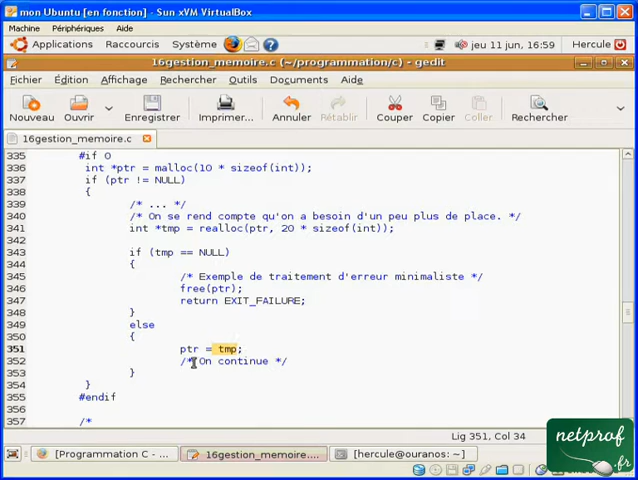 mon Ubuntu [en fonction] - Sun xVM VirtualBox
Machine Périphériques Aide
Applications Raccourcis Système jeu 11 jun, 16:59 Hercule
16gestion_memoire.c (~/programmation/c) - gedit
Fichier Édition Affichage Rechercher Outils Documents Aide
Nouveau Ouvrir Enregistrer Imprimer... Annuler Rétablir Couper Copier Coller Rechercher
16gestion_memoire.c
335 #if 0
336 int *ptr = malloc(10 * sizeof(int));
337 if (ptr != NULL)
338 {
339 /* ... */
340 /* On se rend compte qu'on a besoin d'un peu plus de place. */
341 int *tmp = realloc(ptr, 20 * sizeof(int));
342
343 if (tmp == NULL)
344 {
345 /* Exemple de traitement d'erreur minimaliste */
346 free(ptr);
347 return EXIT_FAILURE;
348 }
349 else
350 {
351 ptr = tmp;
352 /* On continue */
353 }
354 }
355 #endif
356
357 /*
Lig 351, Col 34
[Programmation C - ... 16gestion_memoire.... [hercule@ouranos: ~]
netprof
.fr